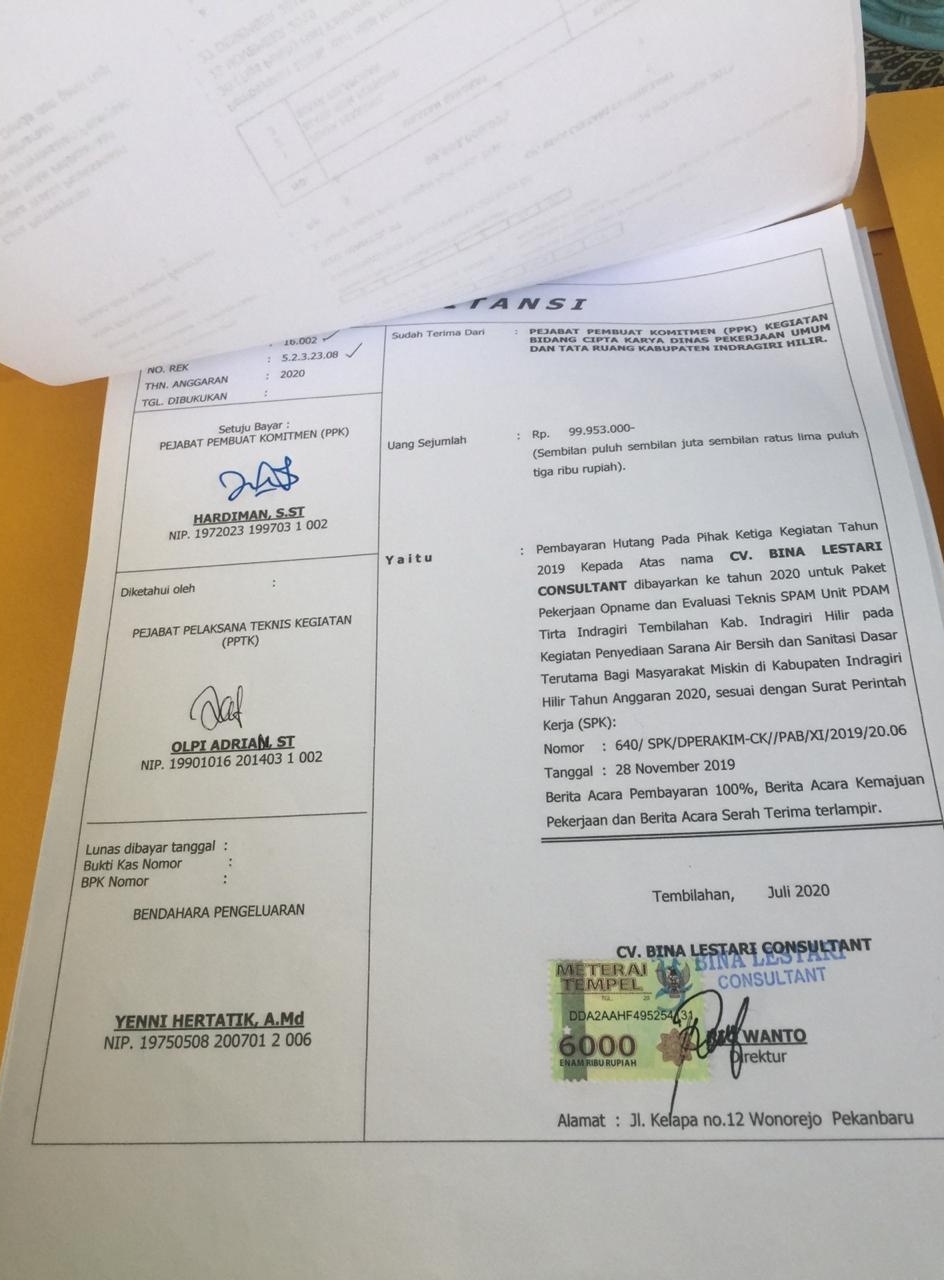 TANSI
16.002
NO. REK : 5.2.3.23.08
THN. ANGGARAN : 2020
TGL. DIBUKUKAN :
Setuju Bayar :
PEJABAT PEMBUAT KOMITMEN (PPK)
HARDIMAN, S.ST
NIP. 1972023 199703 1 002
Diketahui oleh :
PEJABAT PELAKSANA TEKNIS KEGIATAN
(PPTK)
OLPI ADRIAN, ST
NIP. 19901016 201403 1 002
Lunas dibayar tanggal :
Bukti Kas Nomor :
BPK Nomor :
BENDAHARA PENGELUARAN
YENNI HERTATIK, A.Md
NIP. 19750508 200701 2 006
Sudah Terima Dari : PEJABAT PEMBUAT KOMITMEN (PPK) KEGIATAN
BIDANG CIPTA KARYA DINAS PEKERJAAN UMUM
DAN TATA RUANG KABUPATEN INDRAGIRI HILIR.
Uang Sejumlah : Rp. 99.953.000-
(Sembilan puluh sembilan juta sembilan ratus lima puluh
tiga ribu rupiah).
Yaitu : Pembayaran Hutang Pada Pihak Ketiga Kegiatan Tahun
2019 Kepada Atas nama CV. BINA LESTARI
CONSULTANT dibayarkan ke tahun 2020 untuk Paket
Pekerjaan Opname dan Evaluasi Teknis SPAM Unit PDAM
Tirta Indragiri Tembilahan Kab. Indragiri Hilir pada
Kegiatan Penyediaan Sarana Air Bersih dan Sanitasi Dasar
Terutama Bagi Masyarakat Miskin di Kabupaten Indragiri
Hilir Tahun Anggaran 2020, sesuai dengan Surat Perintah
Kerja (SPK):
Nomor : 640/ SPK/DPERAKIM-CK//PAB/XI/2019/20.06
Tanggal : 28 November 2019
Berita Acara Pembayaran 100%, Berita Acara Kemajuan
Pekerjaan dan Berita Acara Serah Terima terlampir.
Tembilahan, Juli 2020
CV. BINA LESTARI CONSULTANT
BINA LESTARI
CONSULTANT
METERAI
TEMPEL
TGL. 20
DDA2AAHF495254431
6000
ENAM RIBU RUPIAH
WANTO
Direktur
Alamat : Jl. Kelapa no.12 Wonorejo Pekanbaru